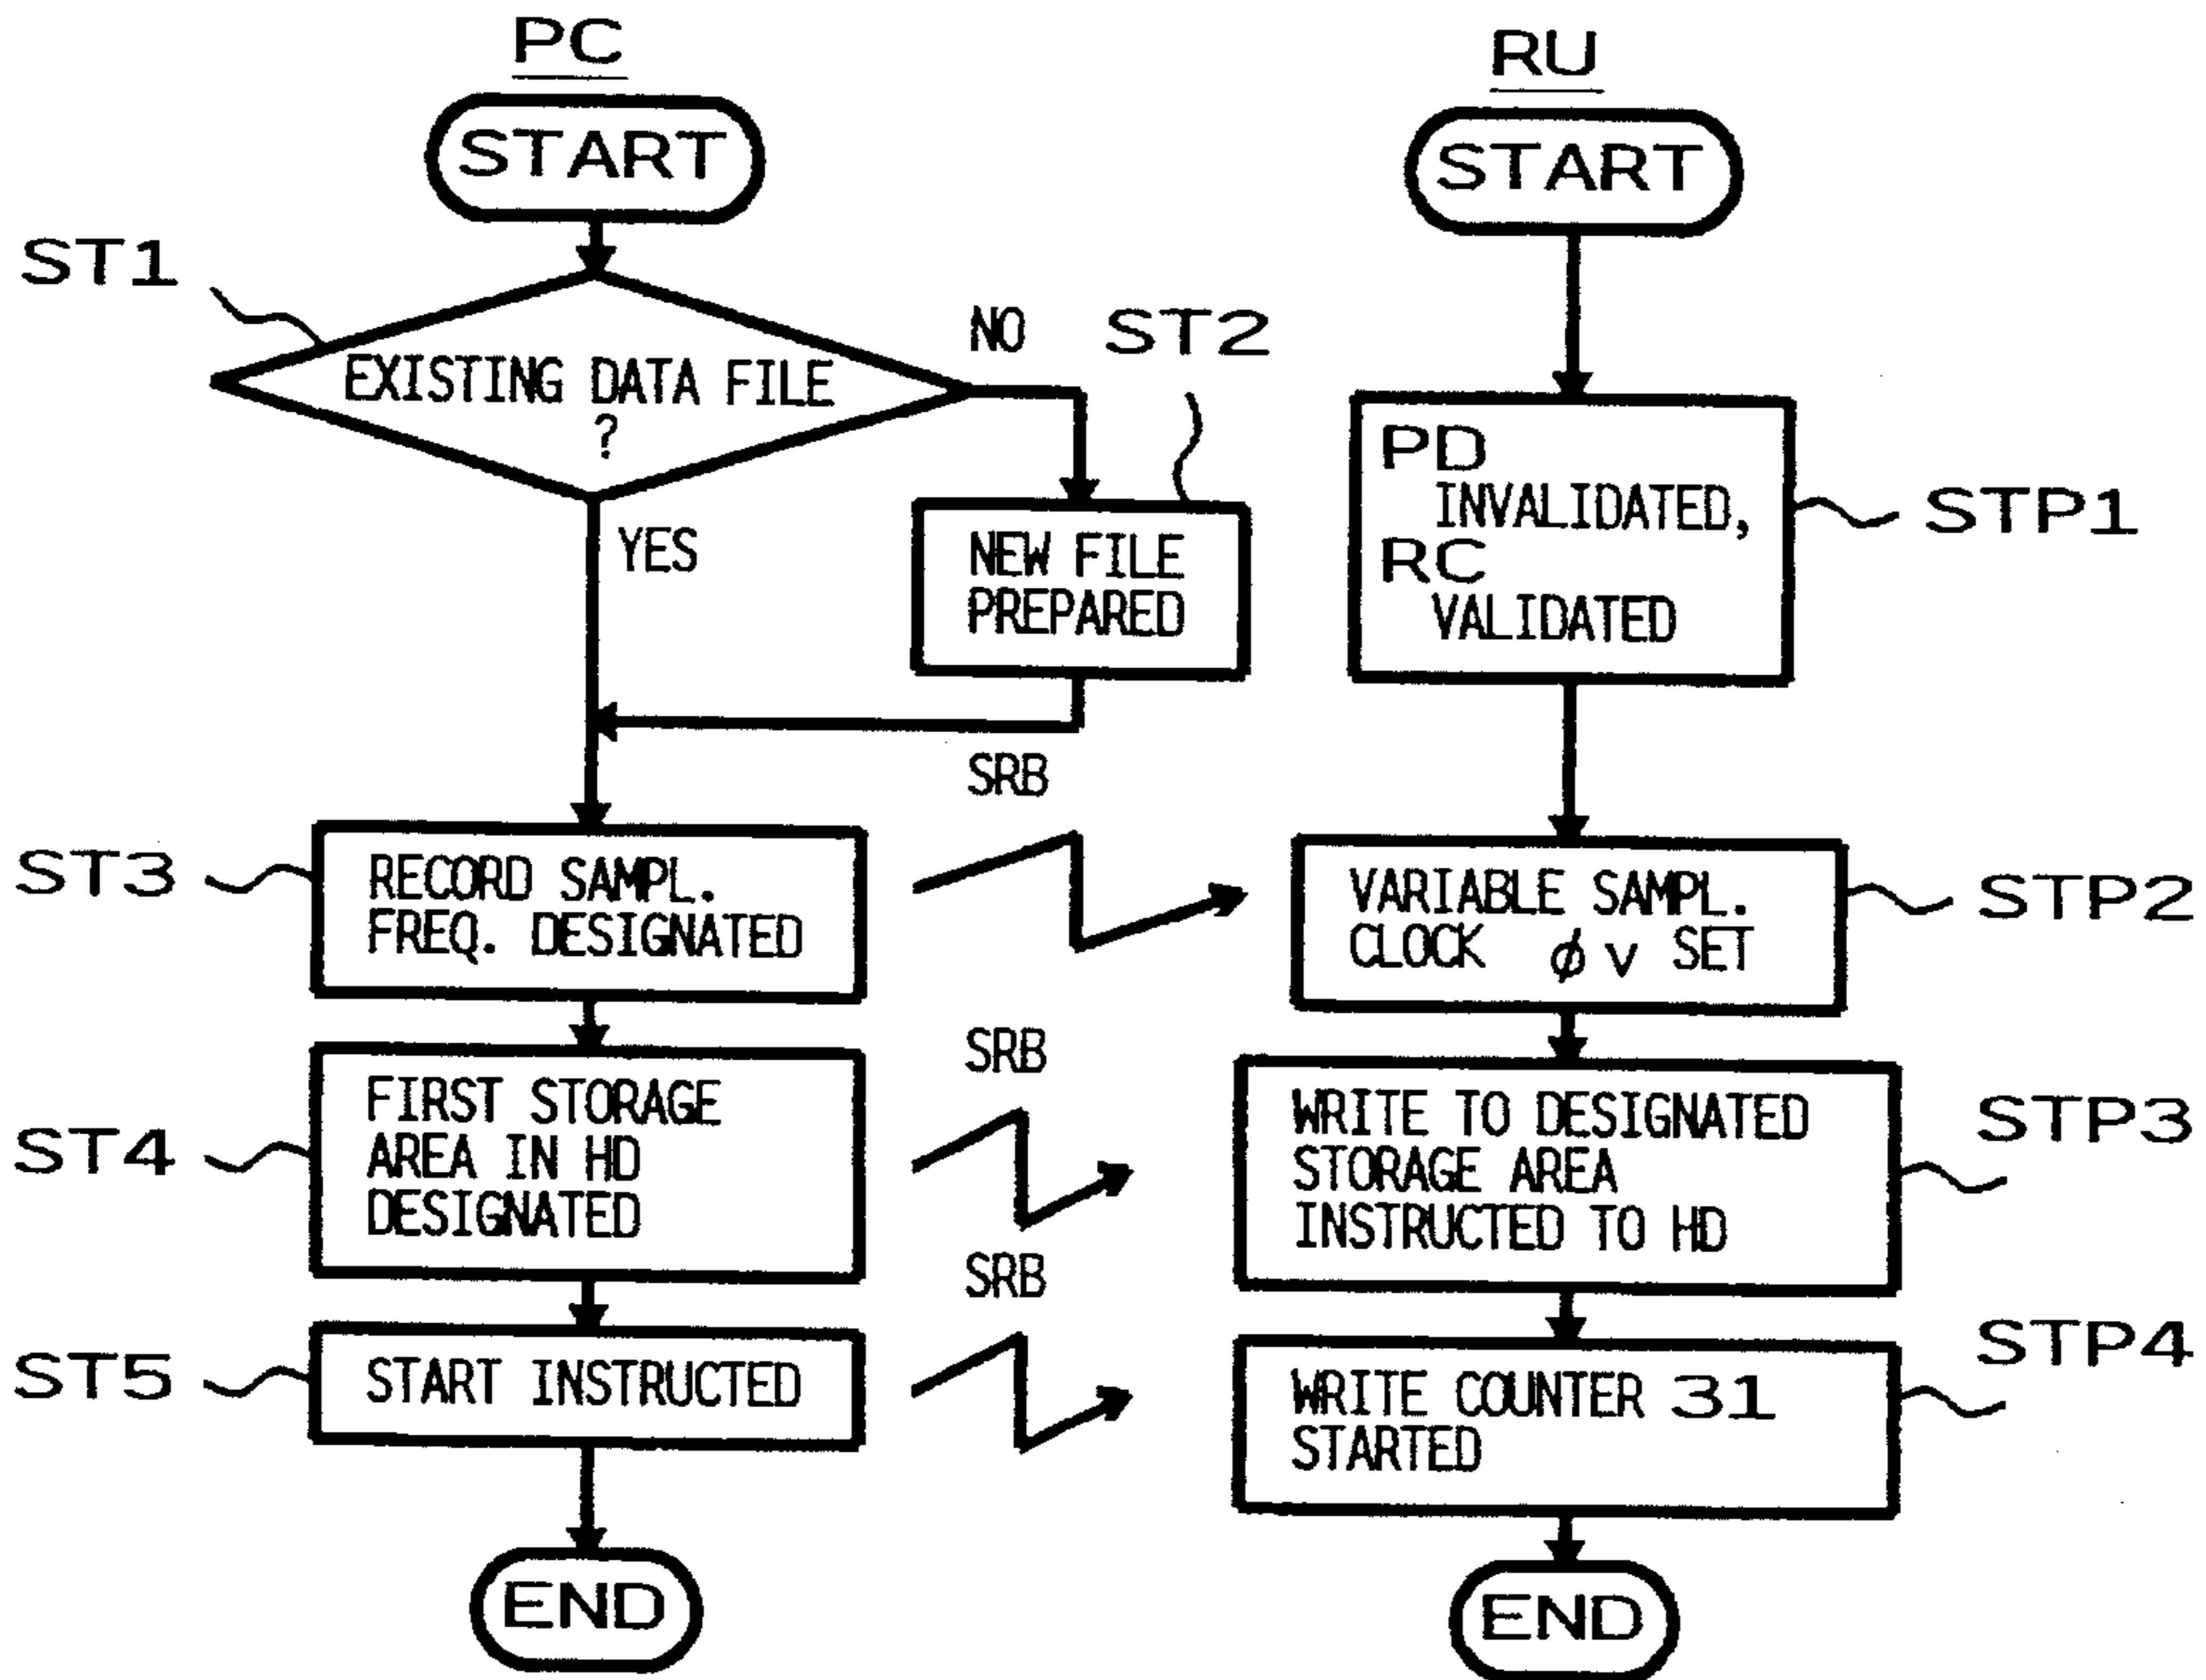 PC
START
ST1
EXISTING DATA FILE
?
NO
YES
ST2
NEW FILE
PREPARED
ST3
RECORD SAMPL.
FREQ. DESIGNATED
SRB
ST4
FIRST STORAGE
AREA IN HD
DESIGNATED
SRB
ST5
START INSTRUCTED
SRB
END
RU
START
PD
INVALIDATED,
RC
VALIDATED
STP1
VARIABLE SAMPL.
CLOCK ϕ v SET
STP2
WRITE TO DESIGNATED
STORAGE AREA
INSTRUCTED TO HD
STP3
WRITE COUNTER 31
STARTED
STP4
END